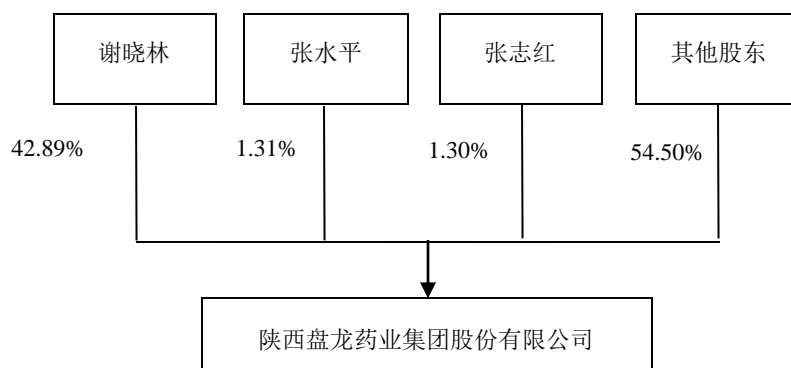 谢晓林
张水平
张志红
其他股东
42.89%
1.31%
1.30%
54.50%
陕西盘龙药业集团股份有限公司